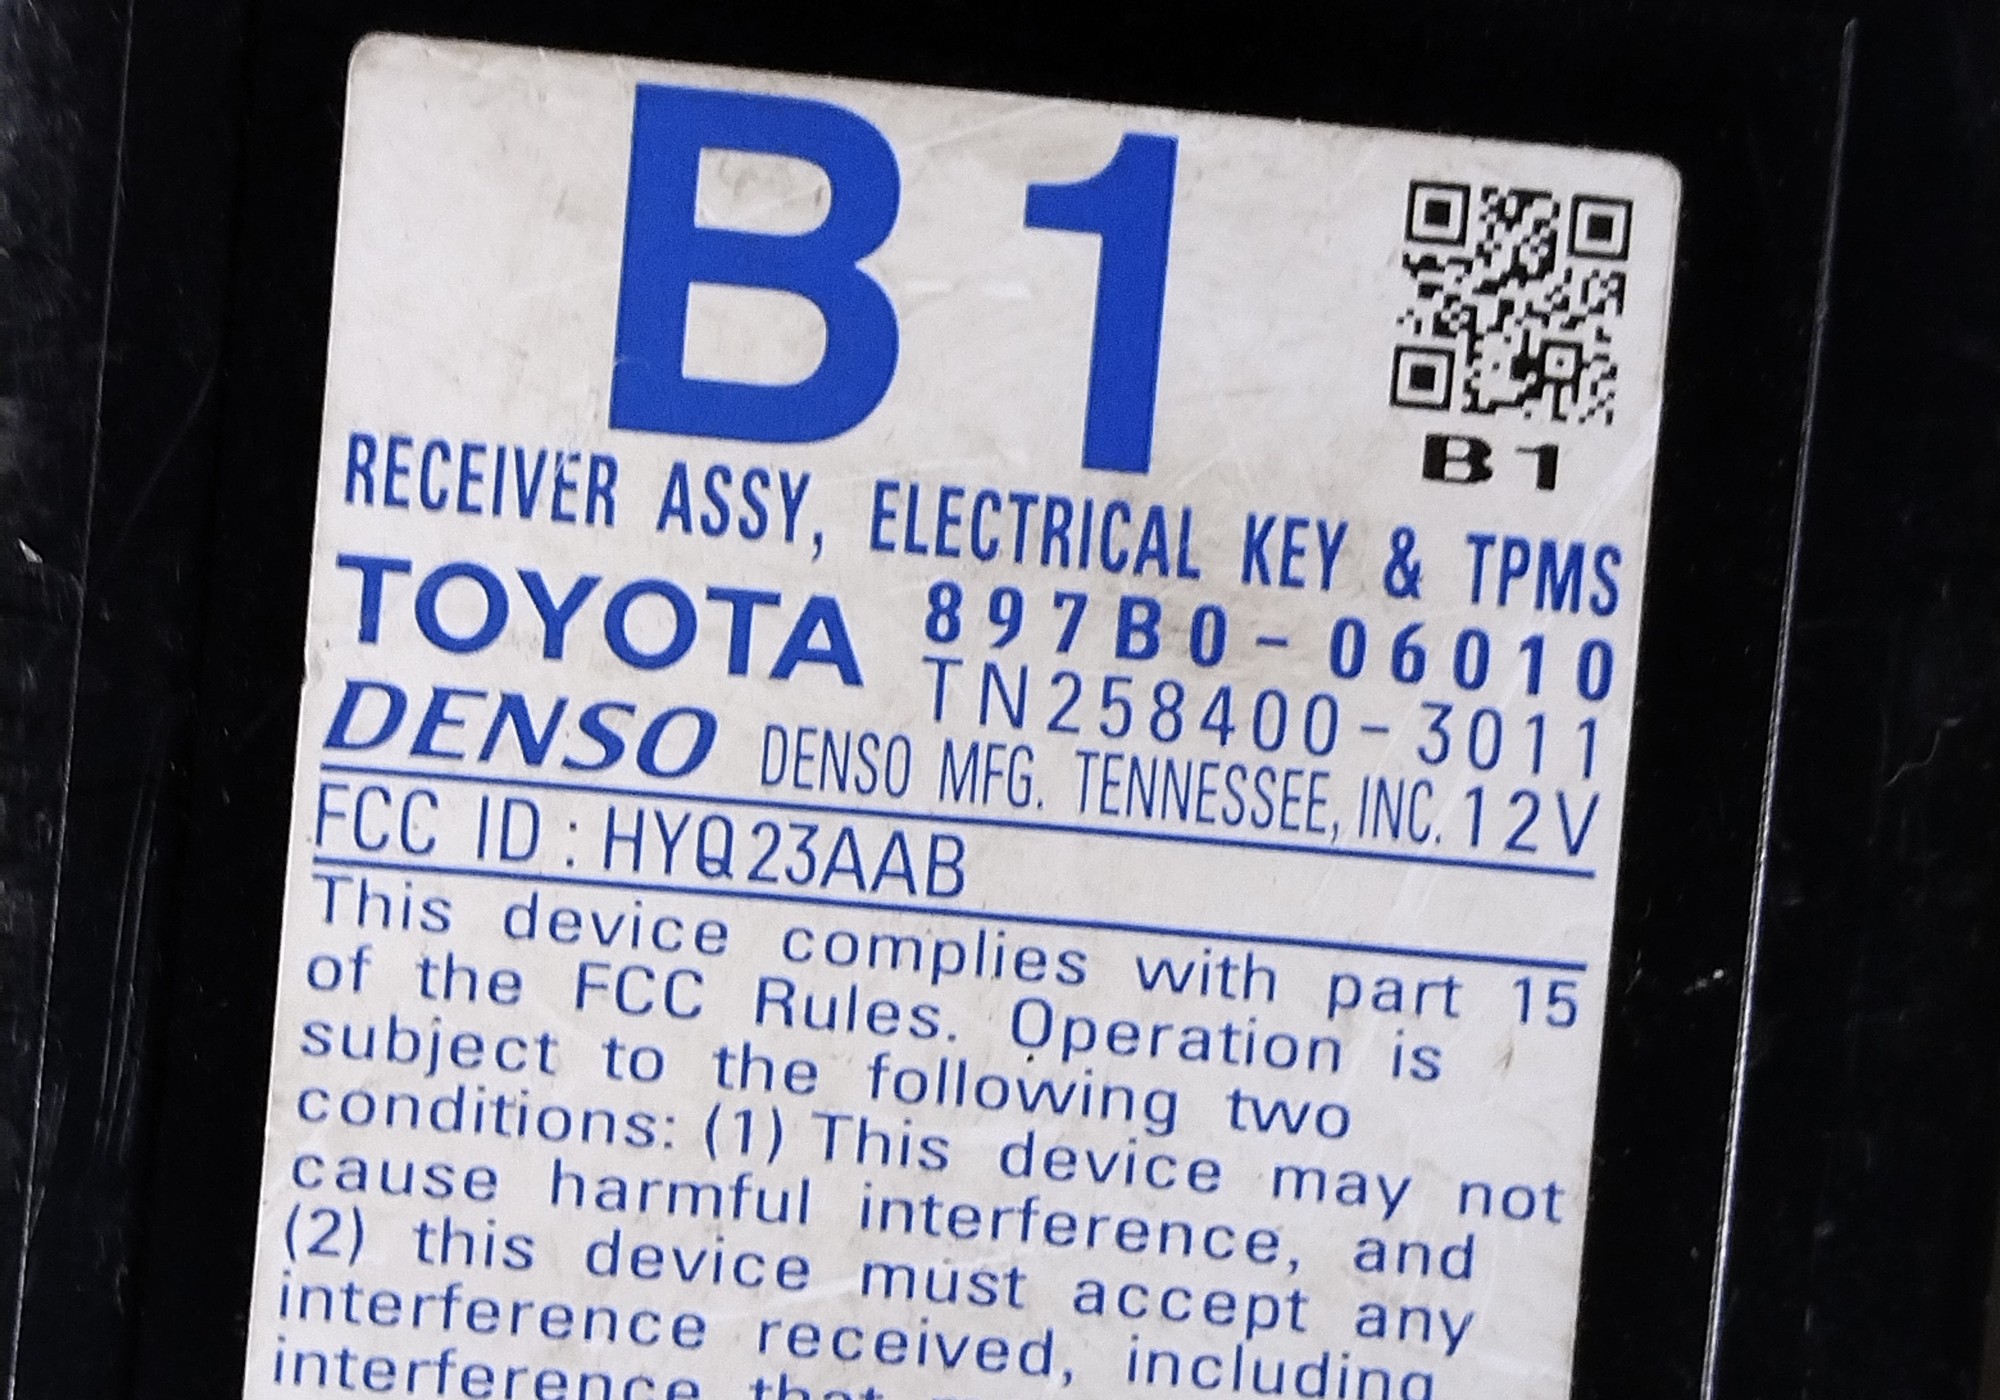 B1
B1
RECEIVER ASSY, ELECTRICAL KEY & TPMS
TOYOTA 897B0-06010
TN258400-3011
DENSO DENSO MFG. TENNESSEE, INC. 12V
FCC ID : HYQ23AAB
This device complies with part 15
of the FCC Rules. Operation is
subject to the following two
conditions: (1) This device may not
cause harmful interference, and
(2) this device must accept any
interference received, including
interference that